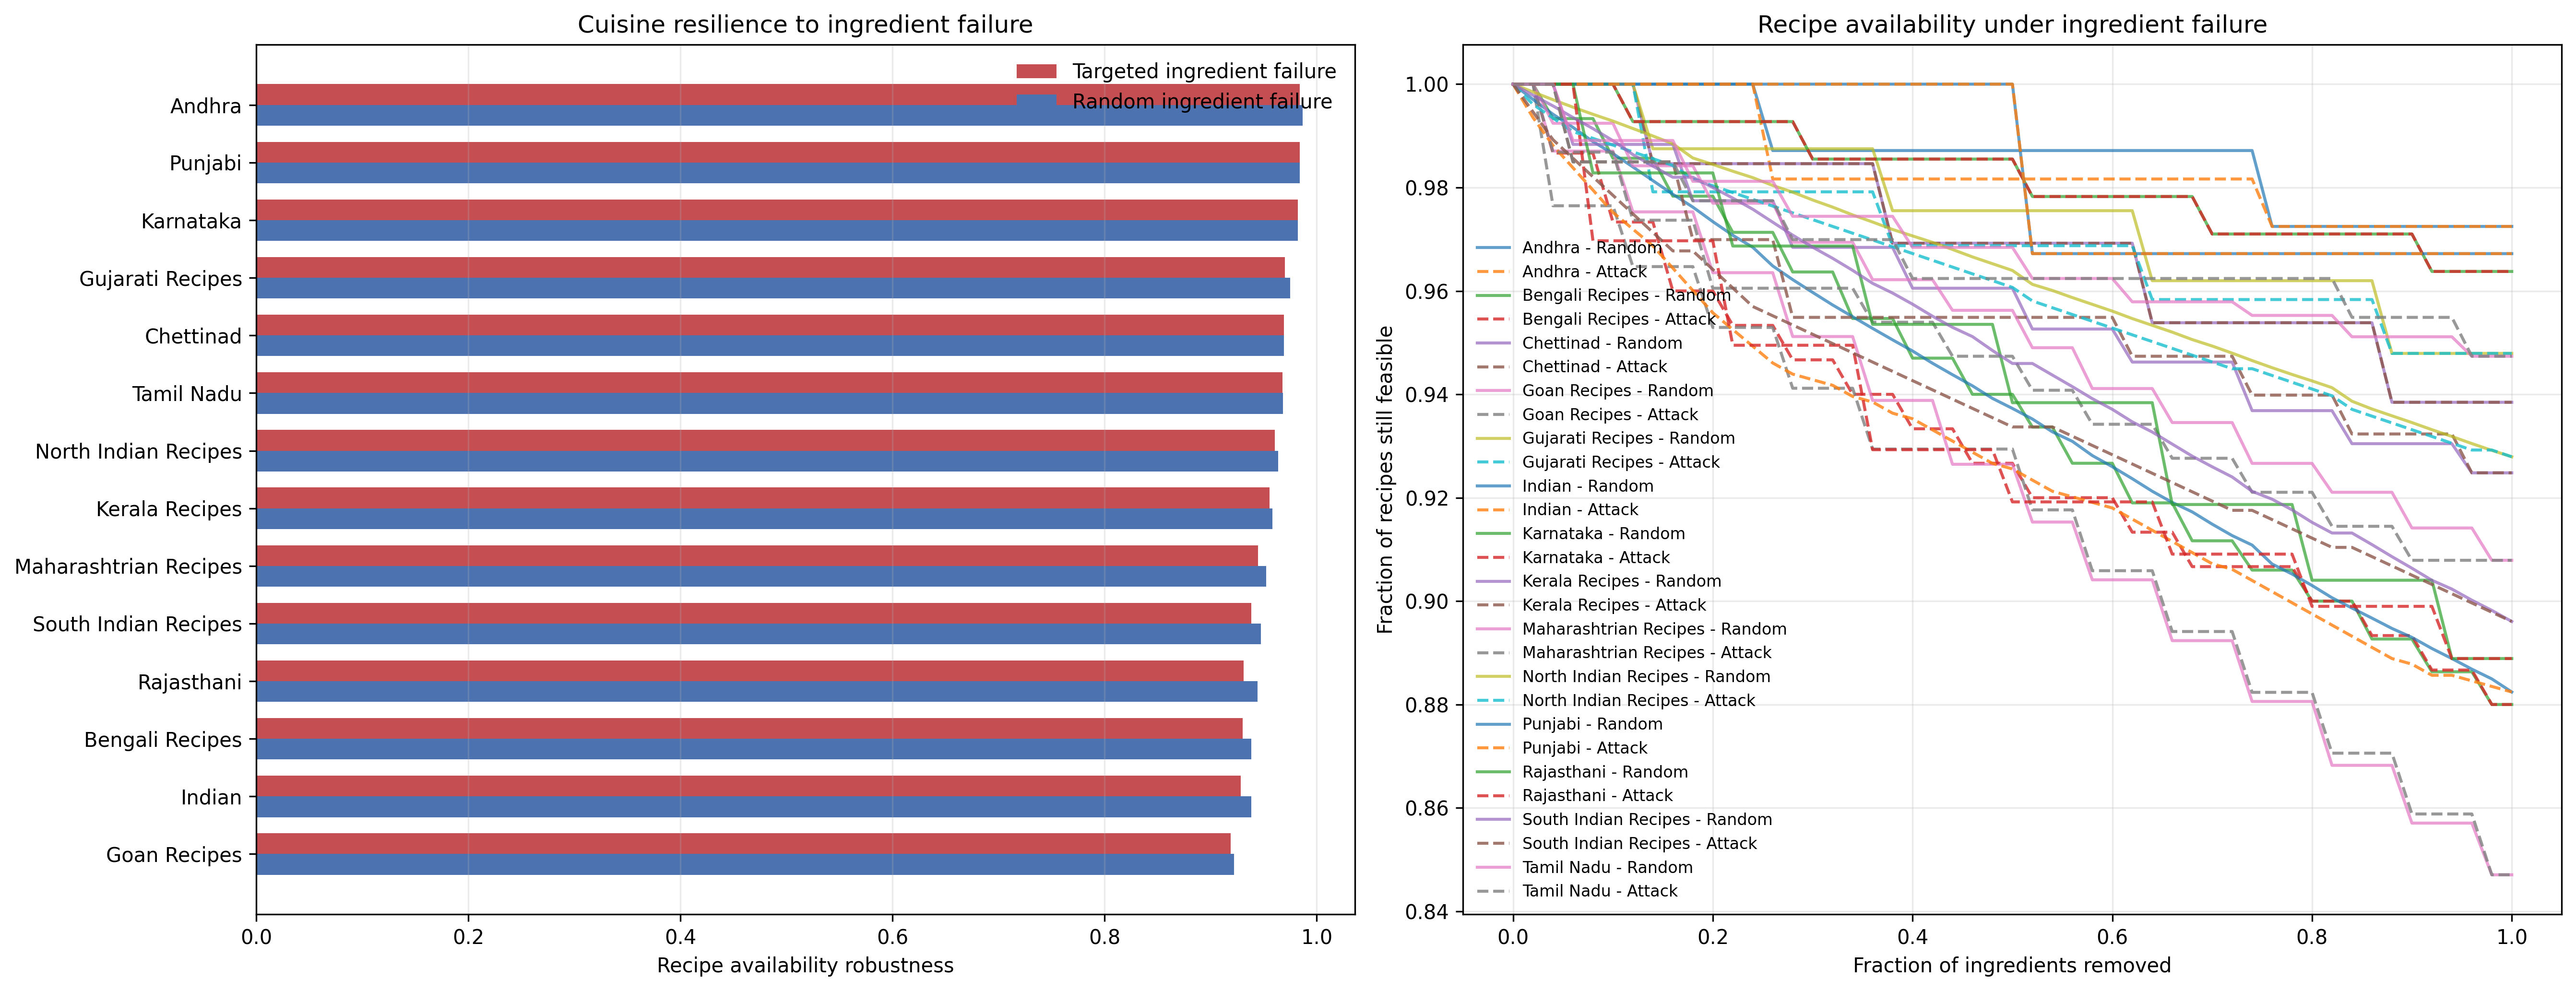 Cuisine resilience to ingredient failure
Targeted ingredient failure
Random ingredient failure
Andhra
Punjabi
Karnataka
Gujarati Recipes
Chettinad
Tamil Nadu
North Indian Recipes
Kerala Recipes
Maharashtrian Recipes
South Indian Recipes
Rajasthani
Bengali Recipes
Indian
Goan Recipes
0.0 0.2 0.4 0.6 0.8 1.0
Recipe availability robustness
Recipe availability under ingredient failure
Fraction of recipes still feasible
1.00
0.98
0.96
0.94
0.92
0.90
0.88
0.86
0.84
Andhra - Random
Andhra - Attack
Bengali Recipes - Random
Bengali Recipes - Attack
Chettinad - Random
Chettinad - Attack
Goan Recipes - Random
Goan Recipes - Attack
Gujarati Recipes - Random
Gujarati Recipes - Attack
Indian - Random
Indian - Attack
Karnataka - Random
Karnataka - Attack
Kerala Recipes - Random
Kerala Recipes - Attack
Maharashtrian Recipes - Random
Maharashtrian Recipes - Attack
North Indian Recipes - Random
North Indian Recipes - Attack
Punjabi - Random
Punjabi - Attack
Rajasthani - Random
Rajasthani - Attack
South Indian Recipes - Random
South Indian Recipes - Attack
Tamil Nadu - Random
Tamil Nadu - Attack
0.0 0.2 0.4 0.6 0.8 1.0
Fraction of ingredients removed